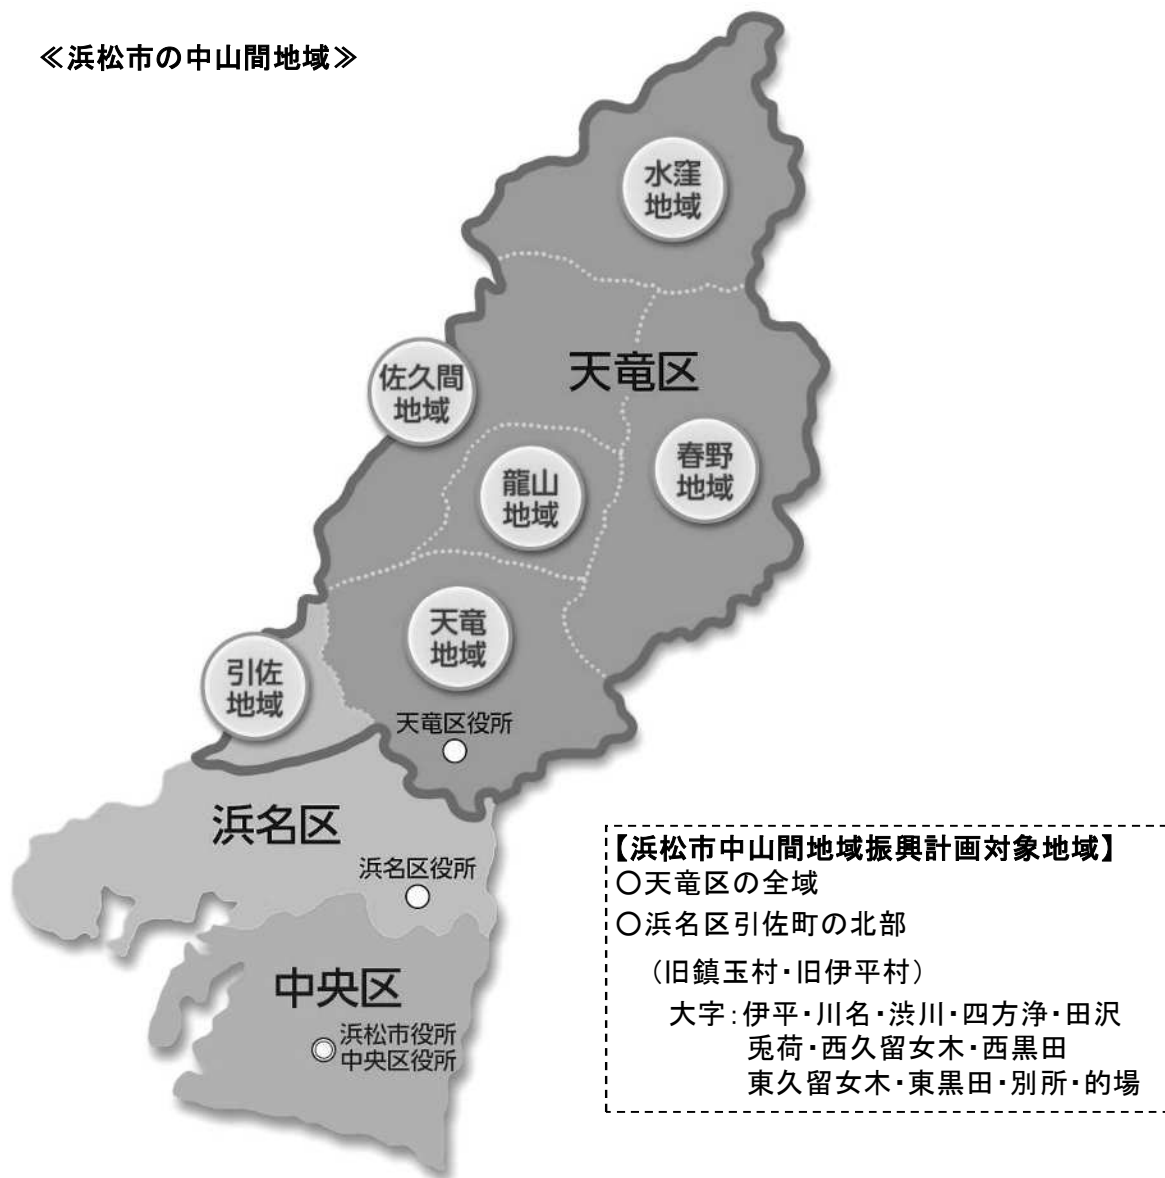 ≪浜松市の中山間地域≫
水窪
地域
佐久間
地域
天竜区
春野
地域
龍山
地域
天竜
地域
引佐
地域
天竜区役所
浜名区
浜名区役所
中央区
浜松市役所
中央区役所
【浜松市中山間地域振興計画対象地域】
○天竜区の全域
○浜名区引佐町の北部
（旧鎮玉村・旧伊平村）
大字：伊平・川名・渋川・四方浄・田沢
兎荷・西久留女木・西黒田
東久留女木・東黒田・別所・的場